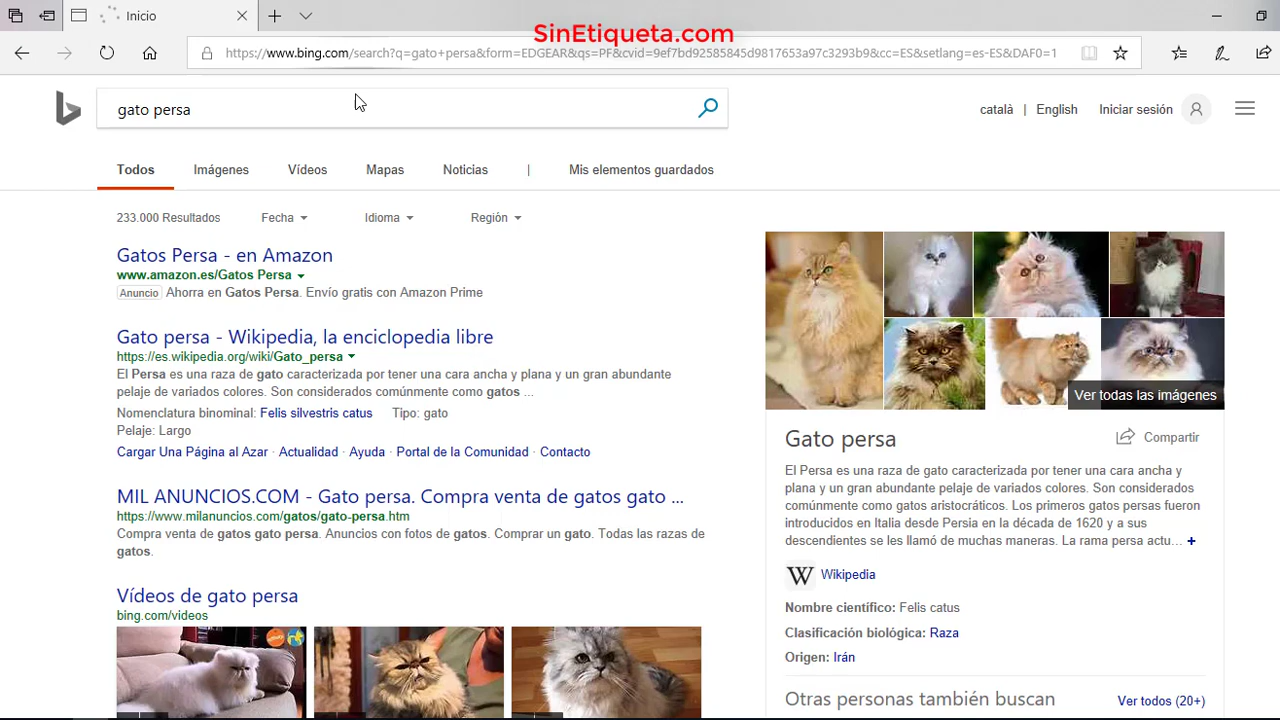 Inicio
SinEtiqueta.com
https://www.bing.com/search?q=gato+persa&form=EDGEAR&qs=PF&cvid=9ef7bd92585845d9817653a97c3293b9&cc=ES&setlang=es-ES&DAF0=1
gato persa
català | English Iniciar sesión
Todos Imágenes Vídeos Mapas Noticias | Mis elementos guardados
233.000 Resultados Fecha Idioma Región
Gatos Persa - en Amazon
www.amazon.es/Gatos Persa
Anuncio Ahorra en Gatos Persa. Envío gratis con Amazon Prime
Gato persa - Wikipedia, la enciclopedia libre
https://es.wikipedia.org/wiki/Gato_persa
El Persa es una raza de gato caracterizada por tener una cara ancha y plana y un gran abundante
pelaje de variados colores. Son considerados comúnmente como gatos ...
Nomenclatura binominal: Felis silvestris catus Tipo: gato
Pelaje: Largo
Cargar Una Página al Azar · Actualidad · Ayuda · Portal de la Comunidad · Contacto
MIL ANUNCIOS.COM - Gato persa. Compra venta de gatos gato ...
https://www.milanuncios.com/gatos/gato-persa.htm
Compra venta de gatos gato persa. Anuncios con fotos de gatos. Comprar un gato. Todas las razas de
gatos.
Vídeos de gato persa
bing.com/videos
Ver todas las imágenes
Gato persa
Compartir
El Persa es una raza de gato caracterizada por tener una cara ancha y
plana y un gran abundante pelaje de variados colores. Son considerados
comúnmente como gatos aristocráticos. Los primeros gatos persas fueron
introducidos en Italia desde Persia en la década de 1620 y a sus
descendientes se les llamó de muchas maneras. La rama persa actu... +
W Wikipedia
Nombre científico: Felis catus
Clasificación biológica: Raza
Origen: Irán
Otras personas también buscan Ver todos (20+)